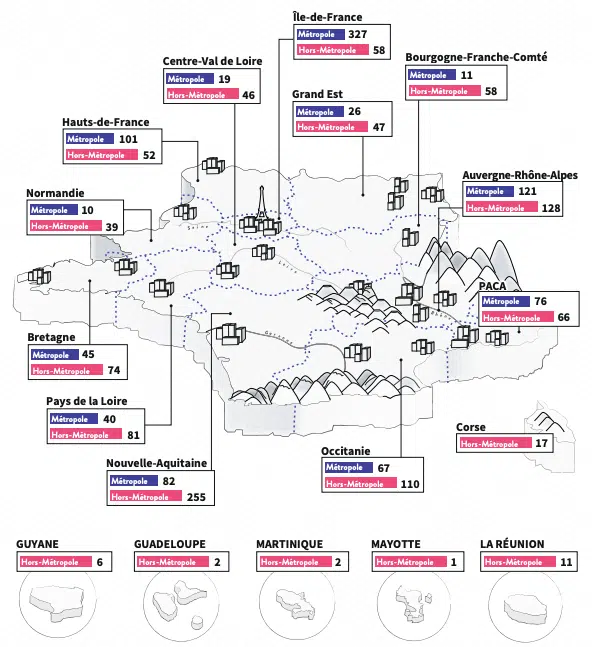 Île-de-France
Métropole 327
Hors-Métropole 58
Centre-Val de Loire
Métropole 19
Hors-Métropole 46
Bourgogne-Franche-Comté
Métropole 11
Hors-Métropole 58
Grand Est
Métropole 26
Hors-Métropole 47
Hauts-de-France
Métropole 101
Hors-Métropole 52
Auvergne-Rhône-Alpes
Métropole 121
Hors-Métropole 128
Normandie
Métropole 10
Hors-Métropole 39
Seine
PACA
Métropole 76
Hors-Métropole 66
Bretagne
Métropole 45
Hors-Métropole 74
Pays de la Loire
Métropole 40
Hors-Métropole 81
Corse
Hors-Métropole 17
Nouvelle-Aquitaine
Métropole 82
Hors-Métropole 255
Occitanie
Métropole 67
Hors-Métropole 110
GUYANE
Hors-Métropole 6
GUADELOUPE
Hors-Métropole 2
MARTINIQUE
Hors-Métropole 2
MAYOTTE
Hors-Métropole 1
LA RÉUNION
Hors-Métropole 11